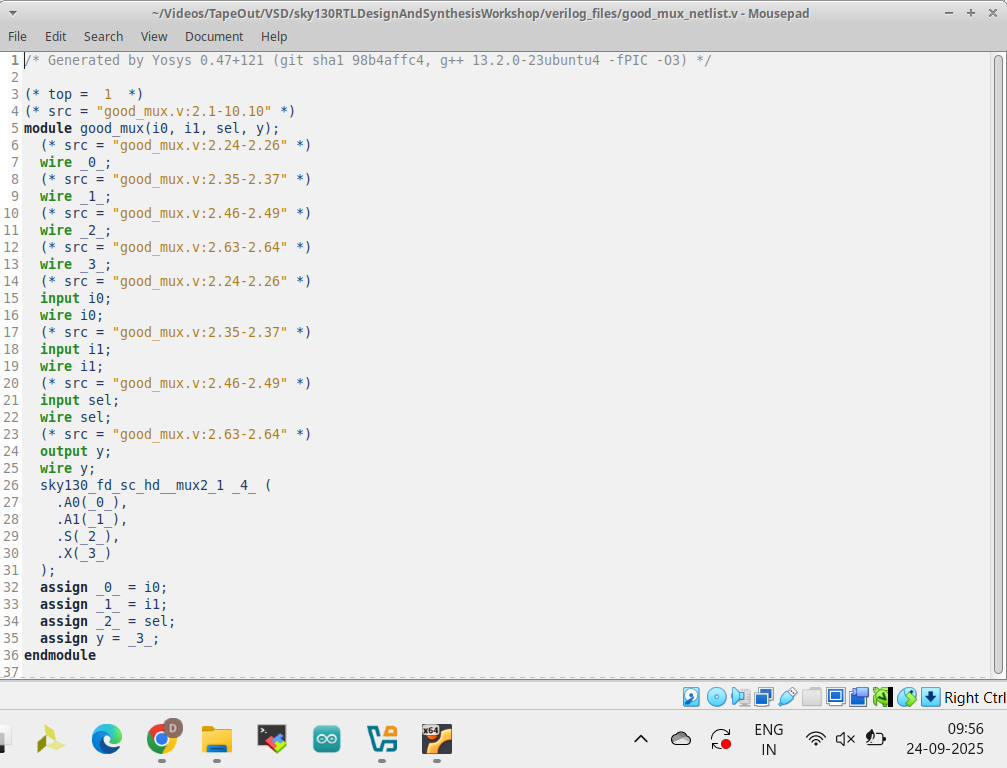 ~/Videos/TapeOut/VSD/sky130RTLDesignAndSynthesisWorkshop/verilog_files/good_mux_netlist.v - Mousepad
File Edit Search View Document Help
1 /* Generated by Yosys 0.47+121 (git sha1 98b4affc4, g++ 13.2.0-23ubuntu4 -fPIC -O3) */
2
3 (* top =  1  *)
4 (* src = "good_mux.v:2.1-10.10" *)
5 module good_mux(i0, i1, sel, y);
6   (* src = "good_mux.v:2.24-2.26" *)
7   wire _0_;
8   (* src = "good_mux.v:2.35-2.37" *)
9   wire _1_;
10   (* src = "good_mux.v:2.46-2.49" *)
11   wire _2_;
12   (* src = "good_mux.v:2.63-2.64" *)
13   wire _3_;
14   (* src = "good_mux.v:2.24-2.26" *)
15   input i0;
16   wire i0;
17   (* src = "good_mux.v:2.35-2.37" *)
18   input i1;
19   wire i1;
20   (* src = "good_mux.v:2.46-2.49" *)
21   input sel;
22   wire sel;
23   (* src = "good_mux.v:2.63-2.64" *)
24   output y;
25   wire y;
26   sky130_fd_sc_hd__mux2_1 _4_ (
27     .A0(_0_),
28     .A1(_1_),
29     .S(_2_),
30     .X(_3_)
31   );
32   assign _0_ = i0;
33   assign _1_ = i1;
34   assign _2_ = sel;
35   assign y = _3_;
36 endmodule
37
Right Ctrl
D
x64
ENG
IN
09:56
24-09-2025